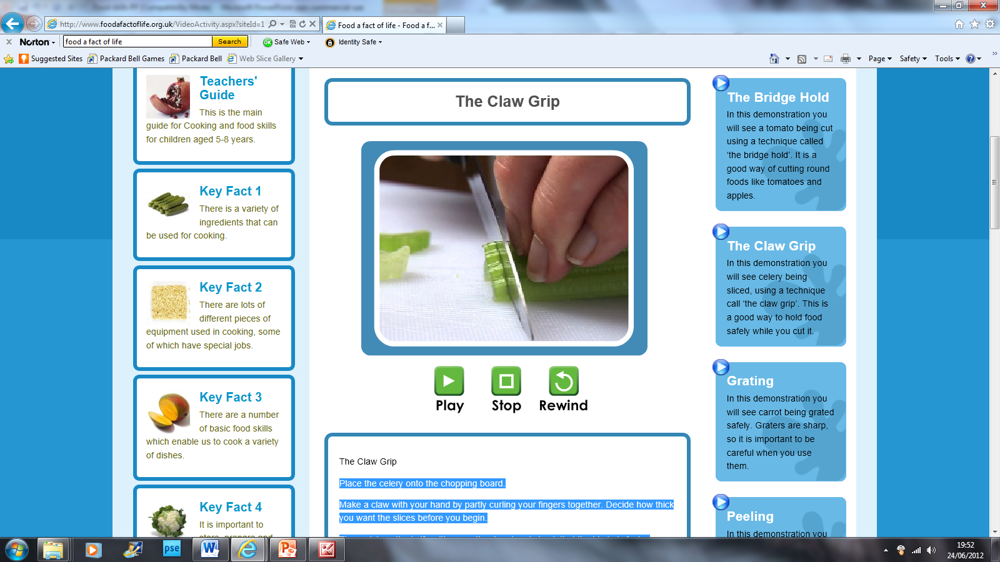 http://www.foodafactoflife.org.uk/VideoActivity.aspx?siteId=1
Food a fact of life - Food a f...
Norton
food a fact of life
Search
OK Safe Web
Identity Safe
Suggested Sites
Packard Bell Games
Packard Bell
Web Slice Gallery
Page
Safety
Tools
Teachers'
Guide
This is the main
guide for Cooking and food skills
for children aged 5-8 years.
Key Fact 1
There is a variety of
ingredients that can
be used for cooking.
Key Fact 2
There are lots of
different pieces of
equipment used in cooking, some
of which have special jobs.
Key Fact 3
There are a number
of basic food skills
which enable us to cook a variety
of dishes.
Key Fact 4
It is important to
The Claw Grip
Play
Stop
Rewind
The Claw Grip
Place the celery onto the chopping board.
Make a claw with your hand by partly curling your fingers together. Decide how thick
you want the slices before you begin.
The Bridge Hold
In this demonstration you
will see a tomato being cut
using a technique called
‘the bridge hold’. It is a
good way of cutting round
foods like tomatoes and
apples.
The Claw Grip
In this demonstration you
will see celery being
sliced, using a technique
call ‘the claw grip’. This is
a good way to hold food
safely while you cut it.
Grating
In this demonstration you
will see carrot being grated
safely. Graters are sharp,
so it is important to be
careful when you use
them.
Peeling
In this demonstration you
pse
19:52
24/06/2012